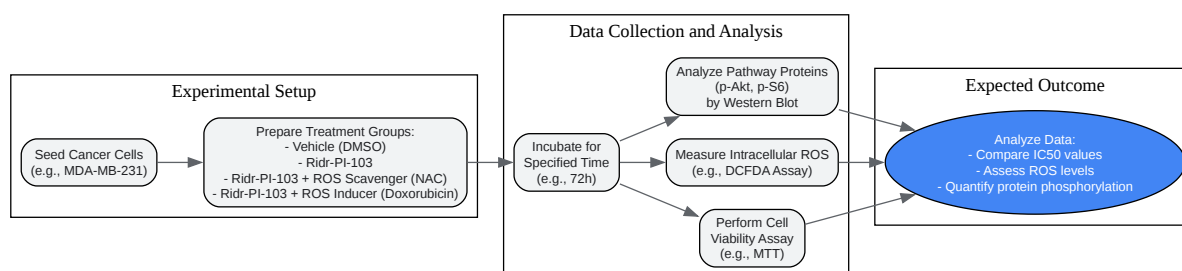 Experimental Setup
Seed Cancer Cells
(e.g., MDA-MB-231)
Prepare Treatment Groups:
- Vehicle (DMSO)
- Ridr-PI-103
- Ridr-PI-103 + ROS Scavenger (NAC)
- Ridr-PI-103 + ROS Inducer (Doxorubicin)
Data Collection and Analysis
Incubate for
Specified Time
(e.g., 72h)
Analyze Pathway Proteins
(p-Akt, p-S6)
by Western Blot
Measure Intracellular ROS
(e.g., DCFDA Assay)
Perform Cell
Viability Assay
(e.g., MTT)
Expected Outcome
Analyze Data:
- Compare IC50 values
- Assess ROS levels
- Quantify protein phosphorylation